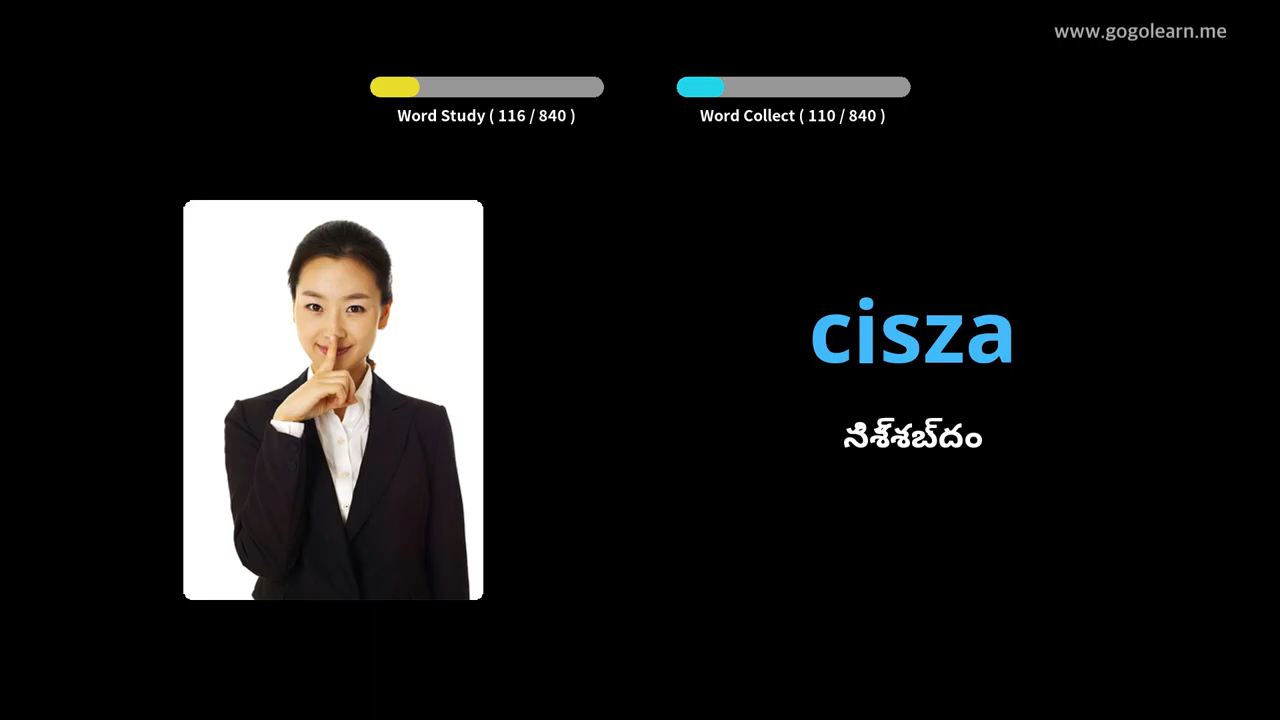 www.gogolearn.me
Word Study ( 116 / 840 )
Word Collect ( 110 / 840 )
cisza
నిశ్శబ్దం